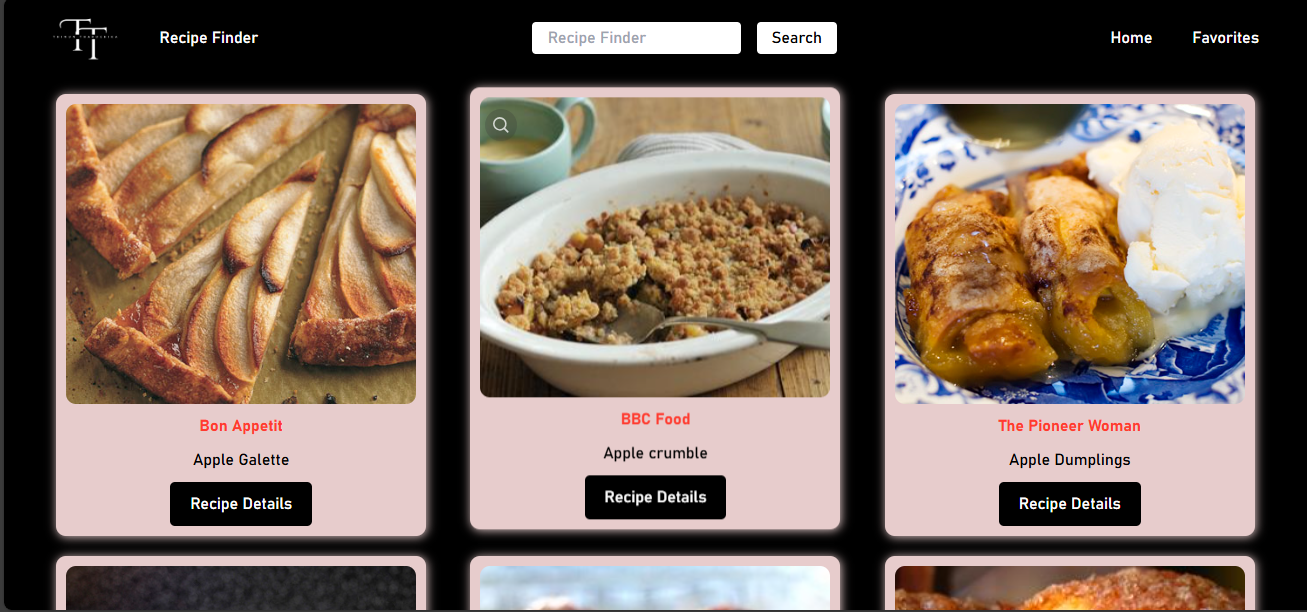 Recipe Finder
Recipe Finder
Search
Home
Favorites
Bon Appetit
Apple Galette
Recipe Details
BBC Food
Apple crumble
Recipe Details
The Pioneer Woman
Apple Dumplings
Recipe Details